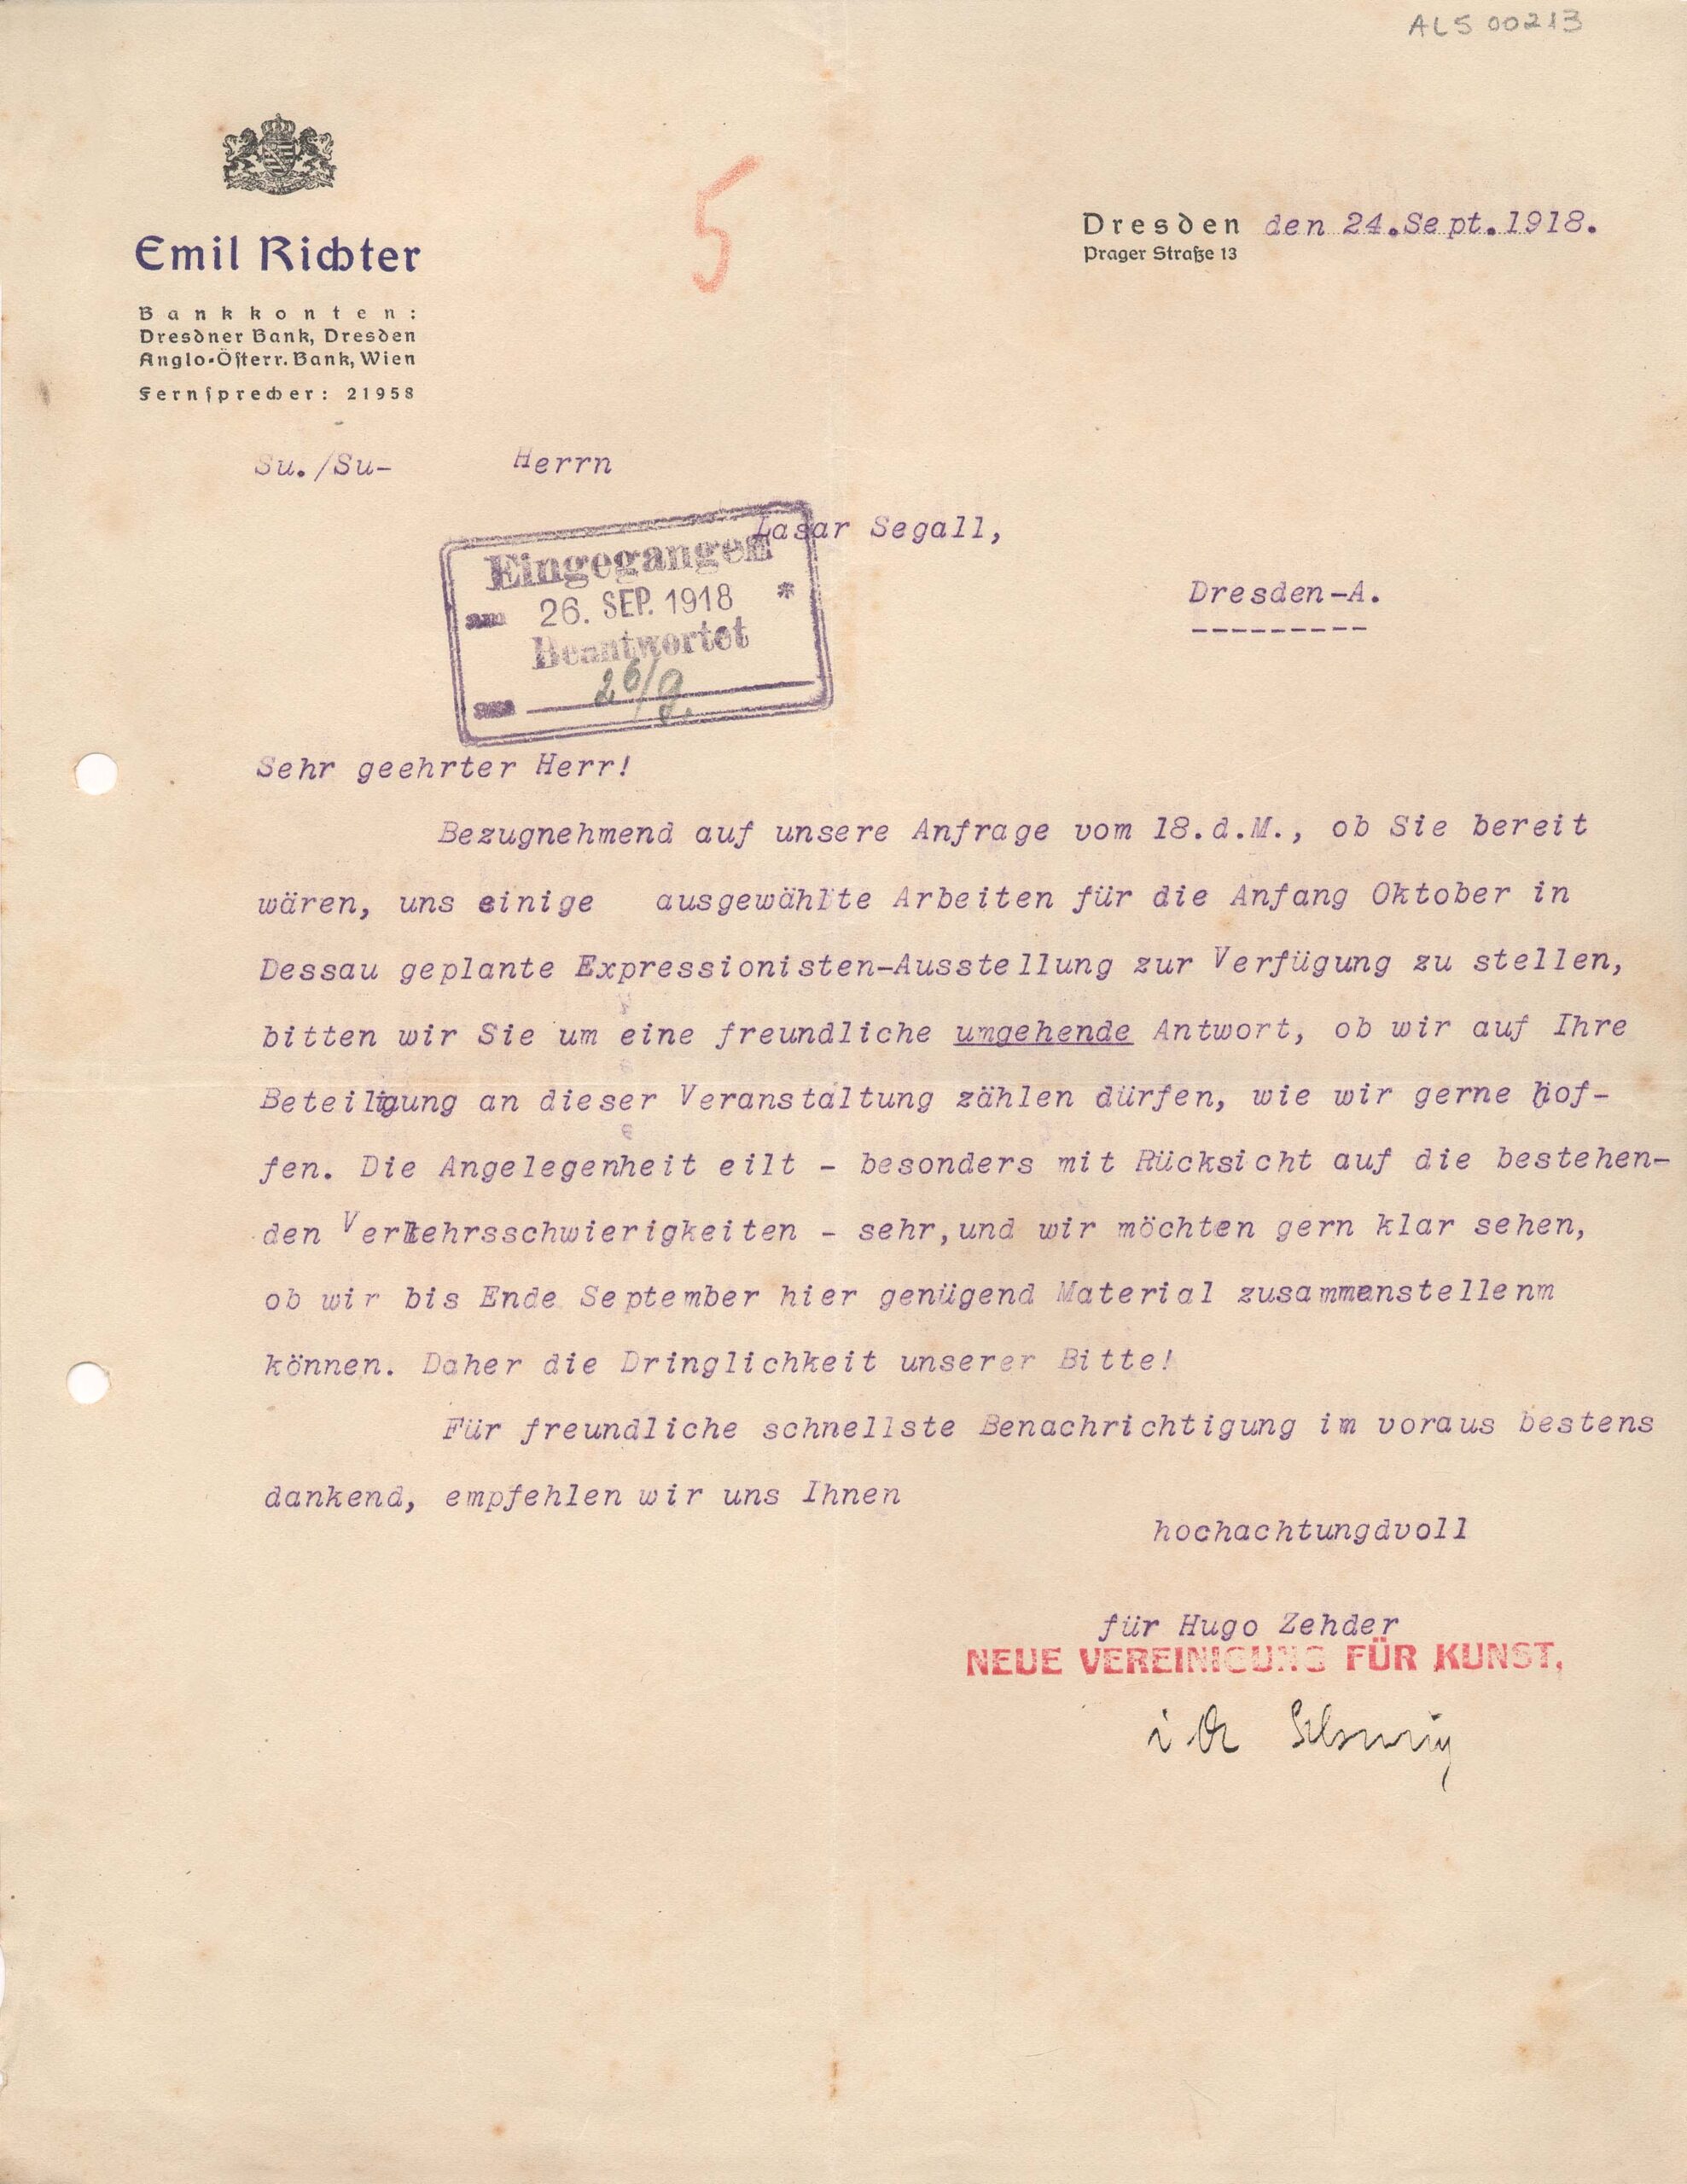 ALS 00213
Emil Richter
Bankkonten:
Dresdner Bank, Dresden
Anglo-Österr. Bank, Wien
Fernsprecher: 21958
5
Dresden den 24.Sept.1918.
Prager Straße 13
Su./Su-
Herrn
Lasar Segall,
Dresden-A.
Eingegangen
am 26. SEP. 1918 *
Beantwortet
am 26/9.
Sehr geehrter Herr!
Bezugnehmend auf unsere Anfrage vom 18.d.M., ob Sie bereit
wären, uns einige ausgewählte Arbeiten für die Anfang Oktober in
Dessau geplante Expressionisten-Ausstellung zur Verfügung zu stellen,
bitten wir Sie um eine freundliche umgehende Antwort, ob wir auf Ihre
Beteiligung an dieser Veranstaltung zählen dürfen, wie wir gerne hof-
fen. Die Angelegenheit eilt - besonders mit Rücksicht auf die bestehen-
den Verkehrsschwierigkeiten - sehr, und wir möchten gern klar sehen,
ob wir bis Ende September hier genügend Material zusammenstellenm
können. Daher die Dringlichkeit unserer Bitte!
Für freundliche schnellste Benachrichtigung im voraus bestens
dankend, empfehlen wir uns Ihnen
hochachtungdvoll
für Hugo Zehder
NEUE VEREINIGUNG FÜR KUNST,